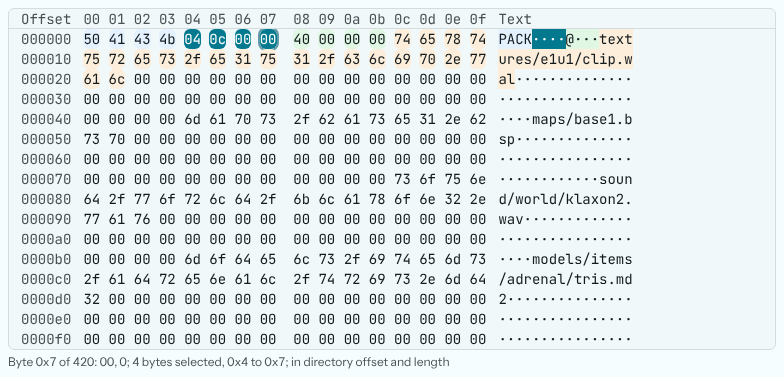 Offset 00 01 02 03 04 05 06 07 08 09 0a 0b 0c 0d 0e 0f Text
000000 50 41 43 4b 04 0c 00 00 40 00 00 00 74 65 78 74 PACK····@···text
000010 75 72 65 73 2f 65 31 75 31 2f 63 6c 69 70 2e 77 ures/e1u1/clip.w
000020 61 6c 00 00 00 00 00 00 00 00 00 00 00 00 00 00 al··············
000030 00 00 00 00 00 00 00 00 00 00 00 00 00 00 00 00 ················
000040 00 00 00 00 6d 61 70 73 2f 62 61 73 65 31 2e 62 ····maps/base1.b
000050 73 70 00 00 00 00 00 00 00 00 00 00 00 00 00 00 sp··············
000060 00 00 00 00 00 00 00 00 00 00 00 00 00 00 00 00 ················
000070 00 00 00 00 00 00 00 00 00 00 00 00 73 6f 75 6e ············soun
000080 64 2f 77 6f 72 6c 64 2f 6b 6c 61 78 6f 6e 32 2e d/world/klaxon2.
000090 77 61 76 00 00 00 00 00 00 00 00 00 00 00 00 00 wav·············
0000a0 00 00 00 00 00 00 00 00 00 00 00 00 00 00 00 00 ················
0000b0 00 00 00 00 6d 6f 64 65 6c 73 2f 69 74 65 6d 73 ····models/items
0000c0 2f 61 64 72 65 6e 61 6c 2f 74 72 69 73 2e 6d 64 /adrenal/tris.md
0000d0 32 00 00 00 00 00 00 00 00 00 00 00 00 00 00 00 2···············
0000e0 00 00 00 00 00 00 00 00 00 00 00 00 00 00 00 00 ················
0000f0 00 00 00 00 00 00 00 00 00 00 00 00 00 00 00 00 ················
Byte 0x7 of 420: 00, 0; 4 bytes selected, 0x4 to 0x7; in directory offset and length